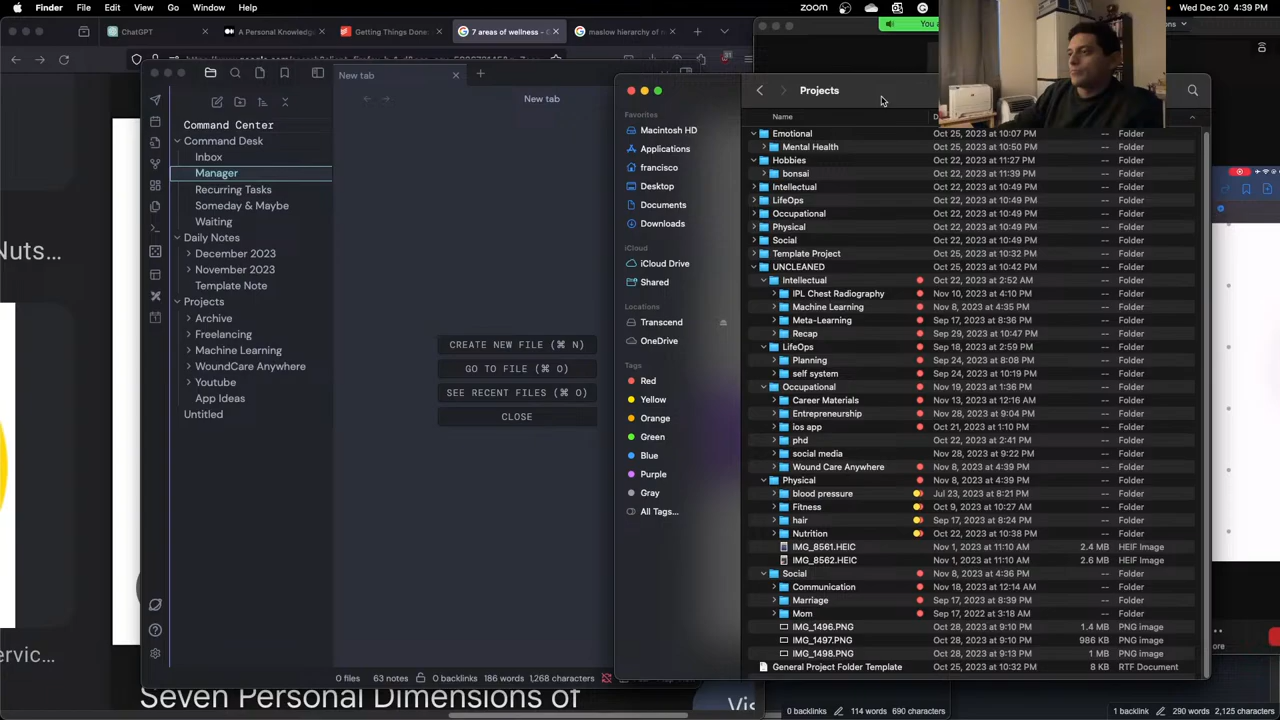 Finder File Edit View Go Window Help
zoom
Wed Dec 20 4:39 PM
ChatGPT
A Personal Knowledg
Getting Things Done:
7 areas of wellness - G
maslow hierarchy of n
31
You a
New tab
New tab
Command Center
Command Desk
Inbox
Manager
Recurring Tasks
Someday & Maybe
Waiting
Daily Notes
December 2023
November 2023
Template Note
Projects
Archive
Freelancing
Machine Learning
WoundCare Anywhere
Youtube
App Ideas
Untitled
CREATE NEW FILE (⌘ N)
GO TO FILE (⌘ O)
SEE RECENT FILES (⌘ O)
CLOSE
0 files 63 notes 0 backlinks 186 words 1,268 characters
Nuts...
ervic...
Seven Personal Dimensions of
Vis
Favorites
Macintosh HD
Applications
francisco
Desktop
Documents
Downloads
iCloud
iCloud Drive
Shared
Locations
Transcend
OneDrive
Tags
Red
Yellow
Orange
Green
Blue
Purple
Gray
All Tags...
Projects
Name
Emotional Oct 25, 2023 at 10:07 PM -- Folder
Mental Health Oct 25, 2023 at 10:50 PM -- Folder
Hobbies Oct 22, 2023 at 11:27 PM -- Folder
bonsai Oct 22, 2023 at 11:39 PM -- Folder
Intellectual Oct 22, 2023 at 10:49 PM -- Folder
LifeOps Oct 22, 2023 at 10:49 PM -- Folder
Occupational Oct 22, 2023 at 10:49 PM -- Folder
Physical Oct 22, 2023 at 10:49 PM -- Folder
Social Oct 22, 2023 at 10:49 PM -- Folder
Template Project Oct 25, 2023 at 10:32 PM -- Folder
UNCLEANED Oct 25, 2023 at 10:42 PM -- Folder
Intellectual Oct 22, 2023 at 2:52 AM -- Folder
IPL Chest Radiography Nov 10, 2023 at 4:10 PM -- Folder
Machine Learning Nov 8, 2023 at 4:35 PM -- Folder
Meta-Learning Sep 17, 2023 at 8:36 PM -- Folder
Recap Sep 29, 2023 at 10:47 PM -- Folder
LifeOps Sep 18, 2023 at 2:59 PM -- Folder
Planning Sep 24, 2023 at 8:08 PM -- Folder
self system Sep 24, 2023 at 10:19 PM -- Folder
Occupational Nov 19, 2023 at 1:36 PM -- Folder
Career Materials Nov 13, 2023 at 12:16 AM -- Folder
Entrepreneurship Nov 28, 2023 at 9:04 PM -- Folder
ios app Oct 21, 2023 at 1:10 PM -- Folder
phd Oct 22, 2023 at 2:41 PM -- Folder
social media Nov 28, 2023 at 9:22 PM -- Folder
Wound Care Anywhere Nov 8, 2023 at 4:39 PM -- Folder
Physical Nov 8, 2023 at 4:39 PM -- Folder
blood pressure Jul 23, 2023 at 8:21 PM -- Folder
Fitness Oct 9, 2023 at 10:27 AM -- Folder
hair Sep 17, 2023 at 8:24 PM -- Folder
Nutrition Oct 22, 2023 at 10:38 PM -- Folder
IMG_8561.HEIC Nov 1, 2023 at 11:10 AM 2.4 MB HEIF Image
IMG_8562.HEIC Nov 1, 2023 at 11:10 AM 2.6 MB HEIF Image
Social Nov 8, 2023 at 4:36 PM -- Folder
Communication Nov 18, 2023 at 12:14 AM -- Folder
Marriage Sep 17, 2023 at 8:39 PM -- Folder
Mom Sep 17, 2022 at 3:18 AM -- Folder
IMG_1496.PNG Oct 28, 2023 at 9:10 PM 1.4 MB PNG image
IMG_1497.PNG Oct 28, 2023 at 9:10 PM 986 KB PNG image
IMG_1498.PNG Oct 28, 2023 at 9:13 PM 1 MB PNG image
General Project Folder Template Oct 25, 2023 at 10:32 PM 8 KB RTF Document
ore
0 backlinks 114 words 690 characters
1 backlink 290 words 2,125 characters